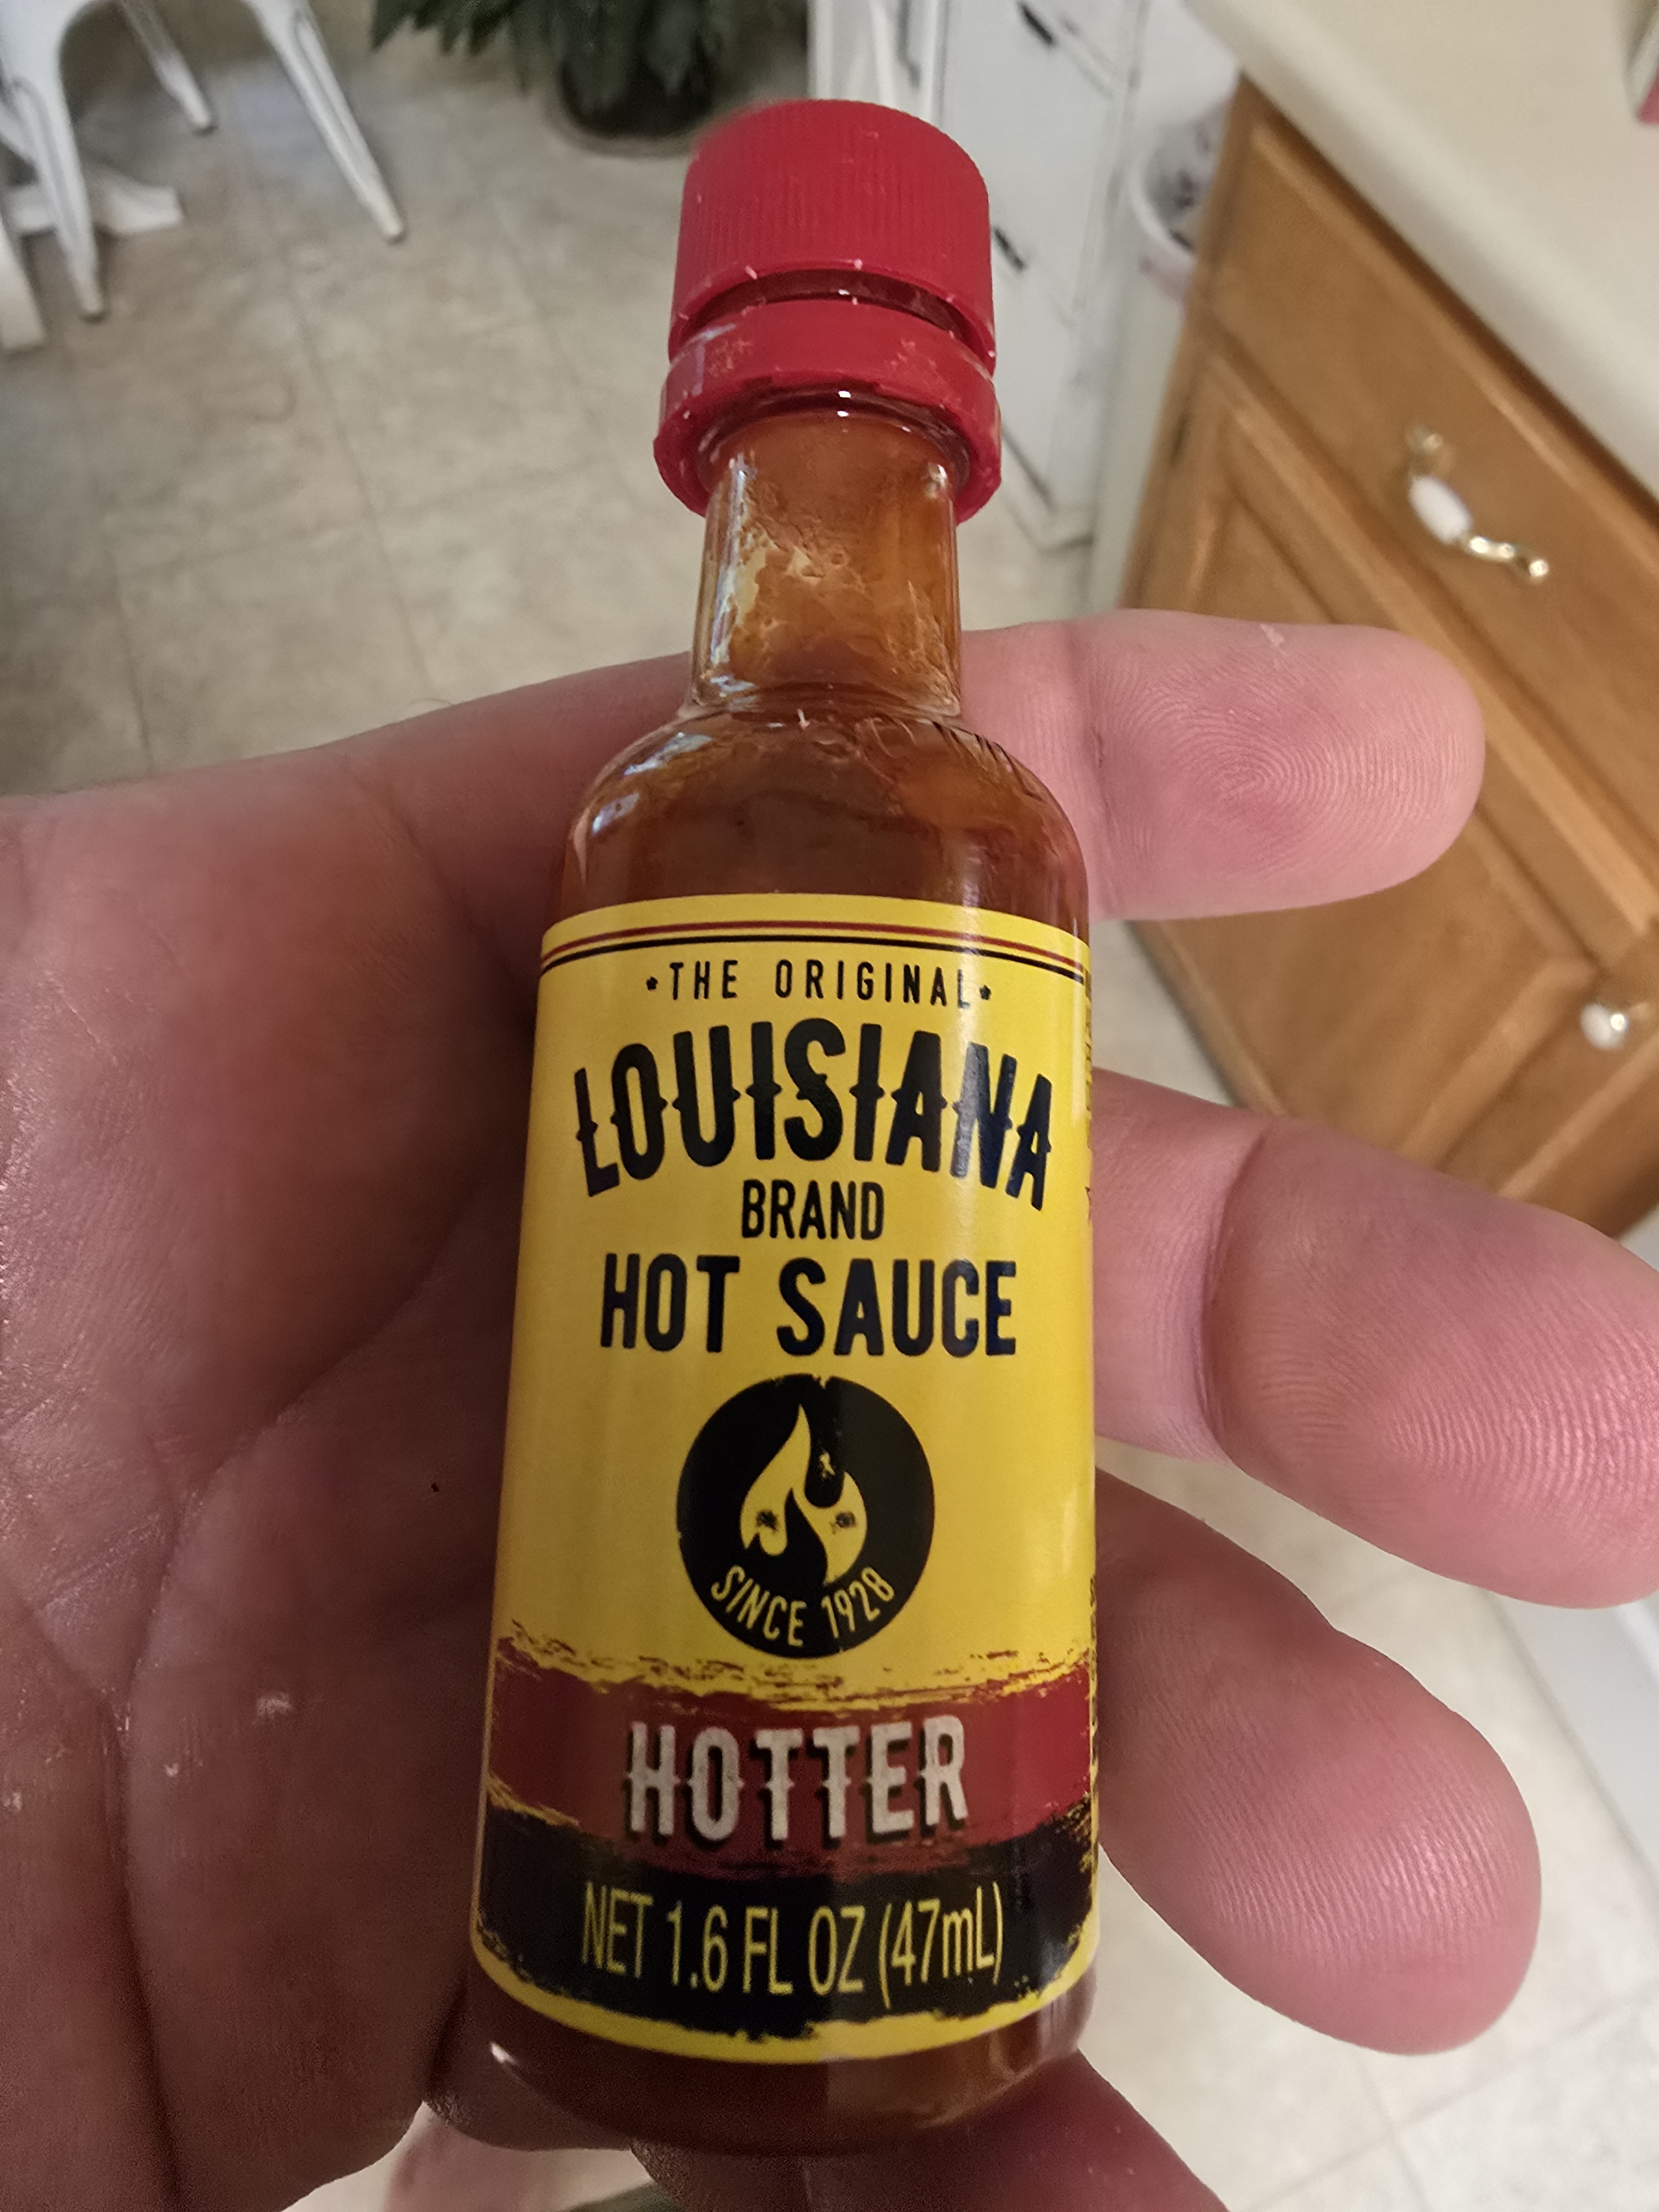 THE ORIGINAL
LOUISIANA
BRAND
HOT SAUCE
SINCE 1928
HOTTER
NET 1.6 FL OZ (47mL)